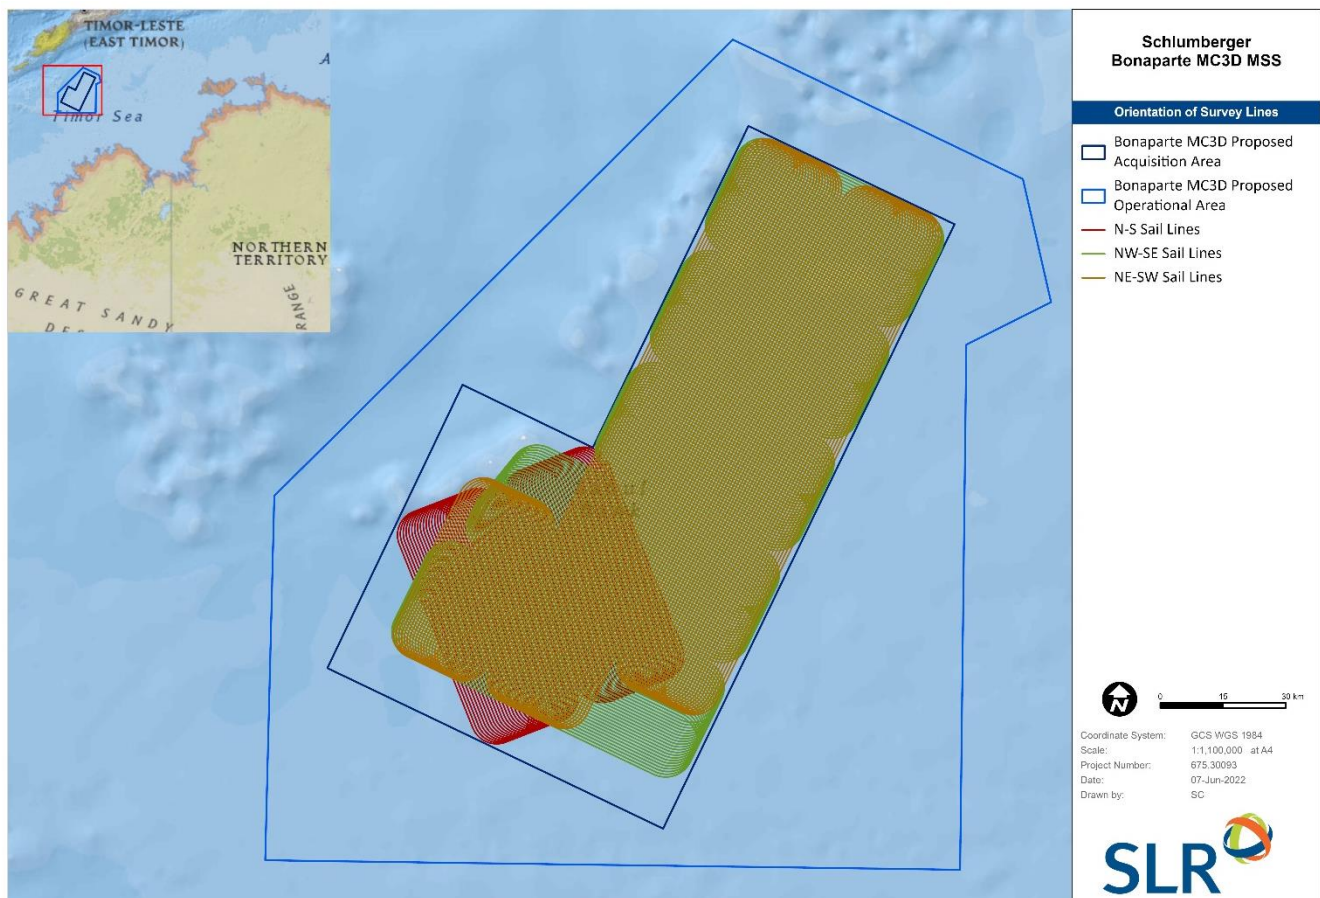 TIMOR-LESTE
(EAST TIMOR)
A
Timor Sea
NORTHERN
TERRITORY
GREAT SANDY
DES
RANGE
Schlumberger
Bonaparte MC3D MSS
Orientation of Survey Lines
Bonaparte MC3D Proposed
Acquisition Area
Bonaparte MC3D Proposed
Operational Area
N-S Sail Lines
NW-SE Sail Lines
NE-SW Sail Lines
N
0 15 30 km
Coordinate System: GCS WGS 1984
Scale: 1:1,100,000 at A4
Project Number: 675.30093
Date: 07-Jun-2022
Drawn by: SC
SLR